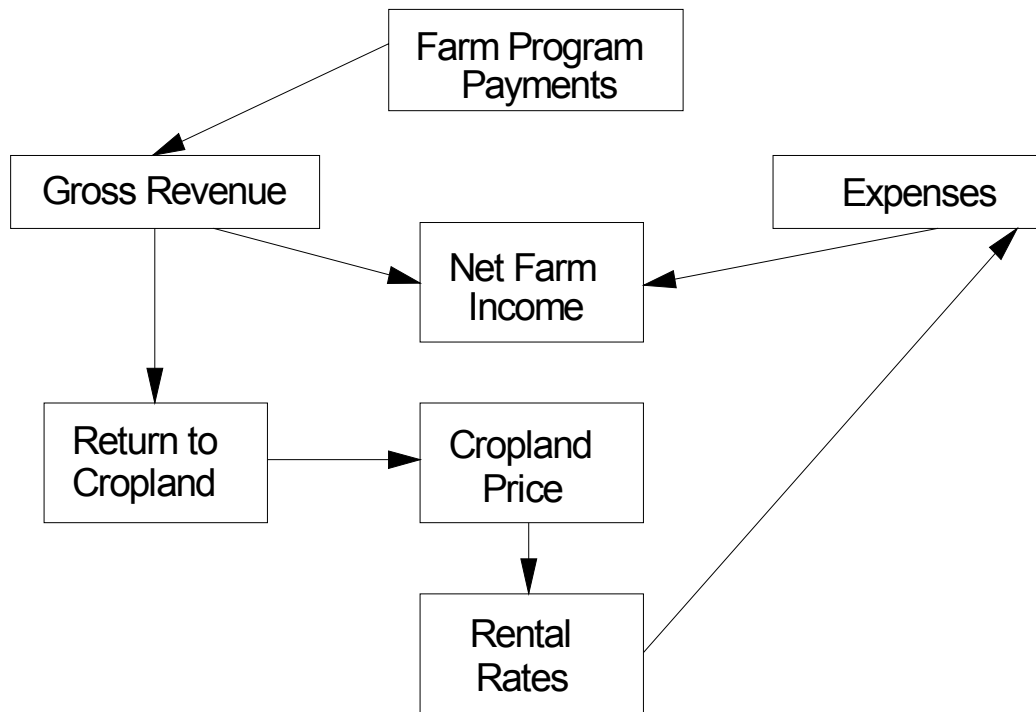 Farm Program
Payments
Gross Revenue
Expenses
Net Farm
Income
Return to
Cropland
Cropland
Price
Rental
Rates